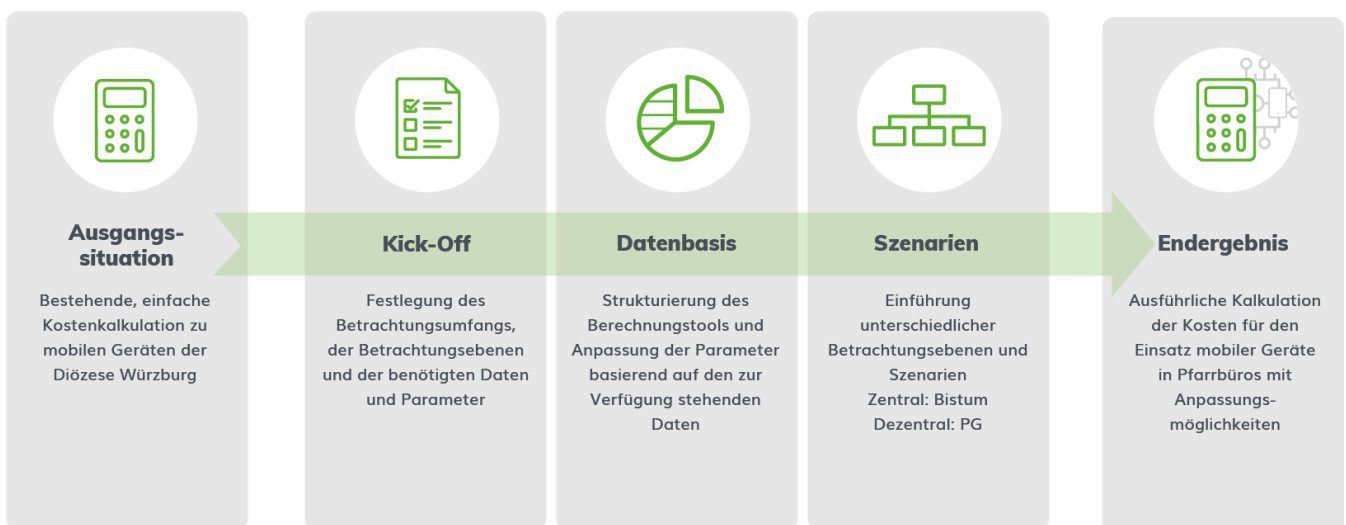 Ausgangs-
situation
Bestehende, einfache
Kostenkalkulation zu
mobilen Geräten der
Diözese Würzburg
Kick-Off
Festlegung des
Betrachtungsumfangs,
der Betrachtungsebenen
und der benötigten Daten
und Parameter
Datenbasis
Strukturierung des
Berechnungstools und
Anpassung der Parameter
basierend auf den zur
Verfügung stehenden
Daten
Szenarien
Einführung
unterschiedlicher
Betrachtungsebenen und
Szenarien
Zentral: Bistum
Dezentral: PG
Endergebnis
Ausführliche Kalkulation
der Kosten für den
Einsatz mobiler Geräte
in Pfarrbüros mit
Anpassungs-
möglichkeiten